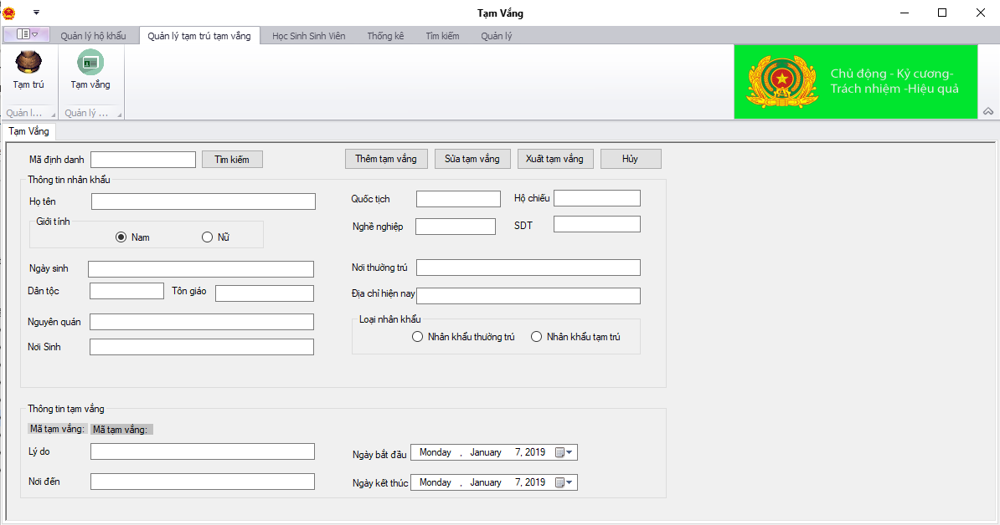 Tạm Vắng
Quản lý hộ khẩu Quản lý tạm trú tạm vắng Học Sinh Sinh Viên Thống kê Tìm kiếm Quản lý
Tạm trú Tạm vắng
Quản l... Quản lý ...
Chủ động - Kỷ cương-
Trách nhiệm -Hiệu quả
Tạm Vắng
Mã định danh Tìm kiếm Thêm tạm vắng Sửa tạm vắng Xuất tạm vắng Hủy
Thông tin nhân khẩu
Họ tên Quốc tịch Hộ chiếu
Giới tính
Nghề nghiệp SDT
Nam Nữ
Ngày sinh Nơi thường trú
Dân tộc Tôn giáo Địa chỉ hiện nay
Nguyên quán Loại nhân khẩu
Nhân khẩu thường trú Nhân khẩu tạm trú
Nơi Sinh
Thông tin tạm vắng
Mã tạm vắng: Mã tạm vắng:
Lý do Ngày bắt đầu Monday , January 7, 2019
Nơi đến Ngày kết thúc Monday , January 7, 2019